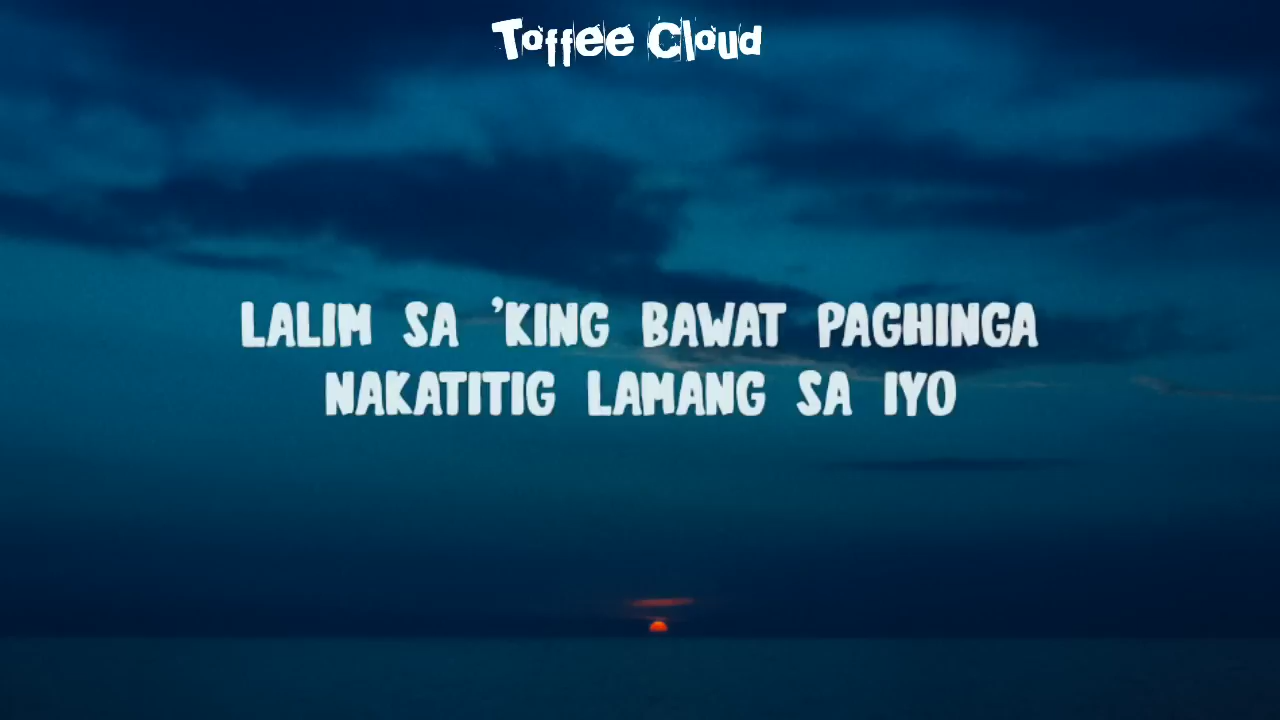 Toffee Cloud
LALIM SA 'KING BAWAT PAGHINGA
NAKATITIG LAMANG SA IYO